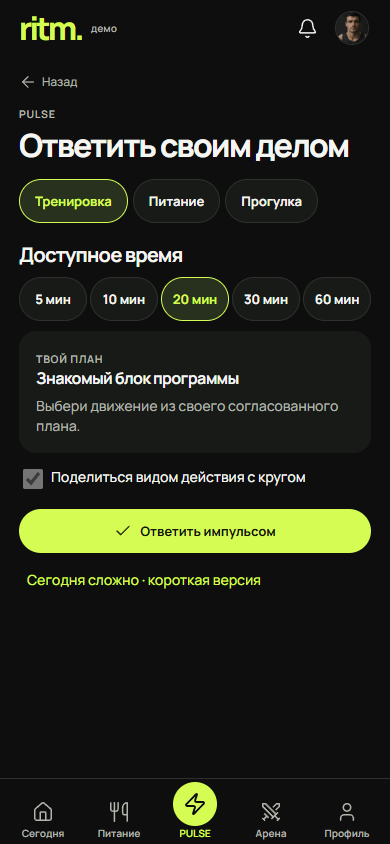 ritm. демо
Назад
PULSE
Ответить своим делом
Тренировка Питание Прогулка
Доступное время
5 мин 10 мин 20 мин 30 мин 60 мин
ТВОЙ ПЛАН
Знакомый блок программы
Выбери движение из своего согласованного
плана.
Поделиться видом действия с кругом
Ответить импульсом
Сегодня сложно · короткая версия
Сегодня Питание PULSE Арена Профиль